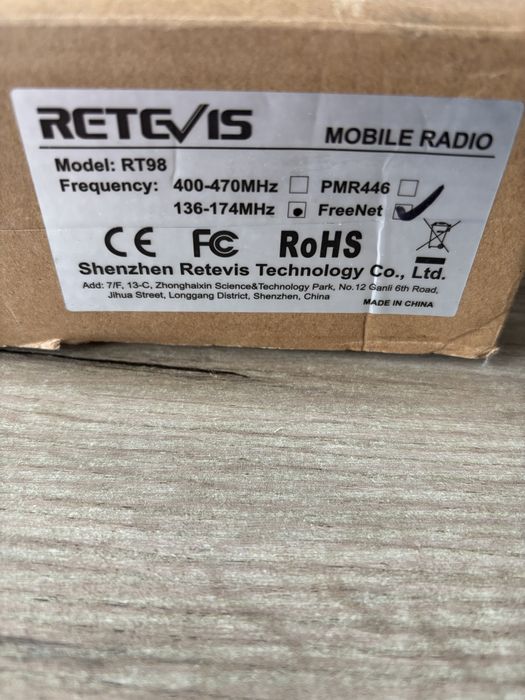 RETEVIS
MOBILE RADIO
Model: RT98
Frequency: 400-470MHz PMR446
136-174MHz FreeNet
CE FC RoHS
Shenzhen Retevis Technology Co., Ltd.
Add: 7/F, 13-C, Zhonghaixin Science&Technology Park, No.12 Ganli 6th Road,
Jihua Street, Longgang District, Shenzhen, China
MADE IN CHINA